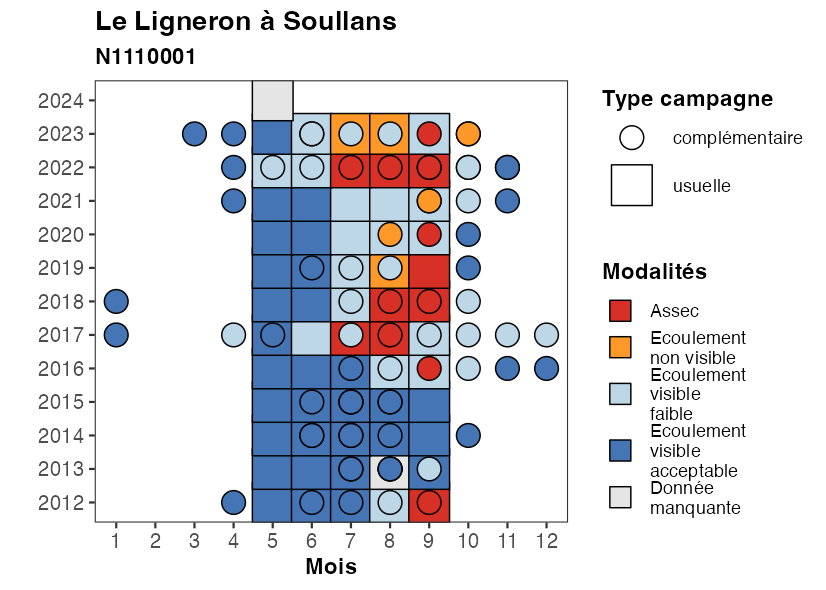 Le Ligneron à Soullans
N1110001
2024
2023
2022
2021
2020
2019
2018
2017
2016
2015
2014
2013
2012
1 2 3 4 5 6 7 8 9 10 11 12
Mois
Type campagne
complémentaire
usuelle
Modalités
Assec
Ecoulement
non visible
Ecoulement
visible
faible
Ecoulement
visible
acceptable
Donnée
manquante